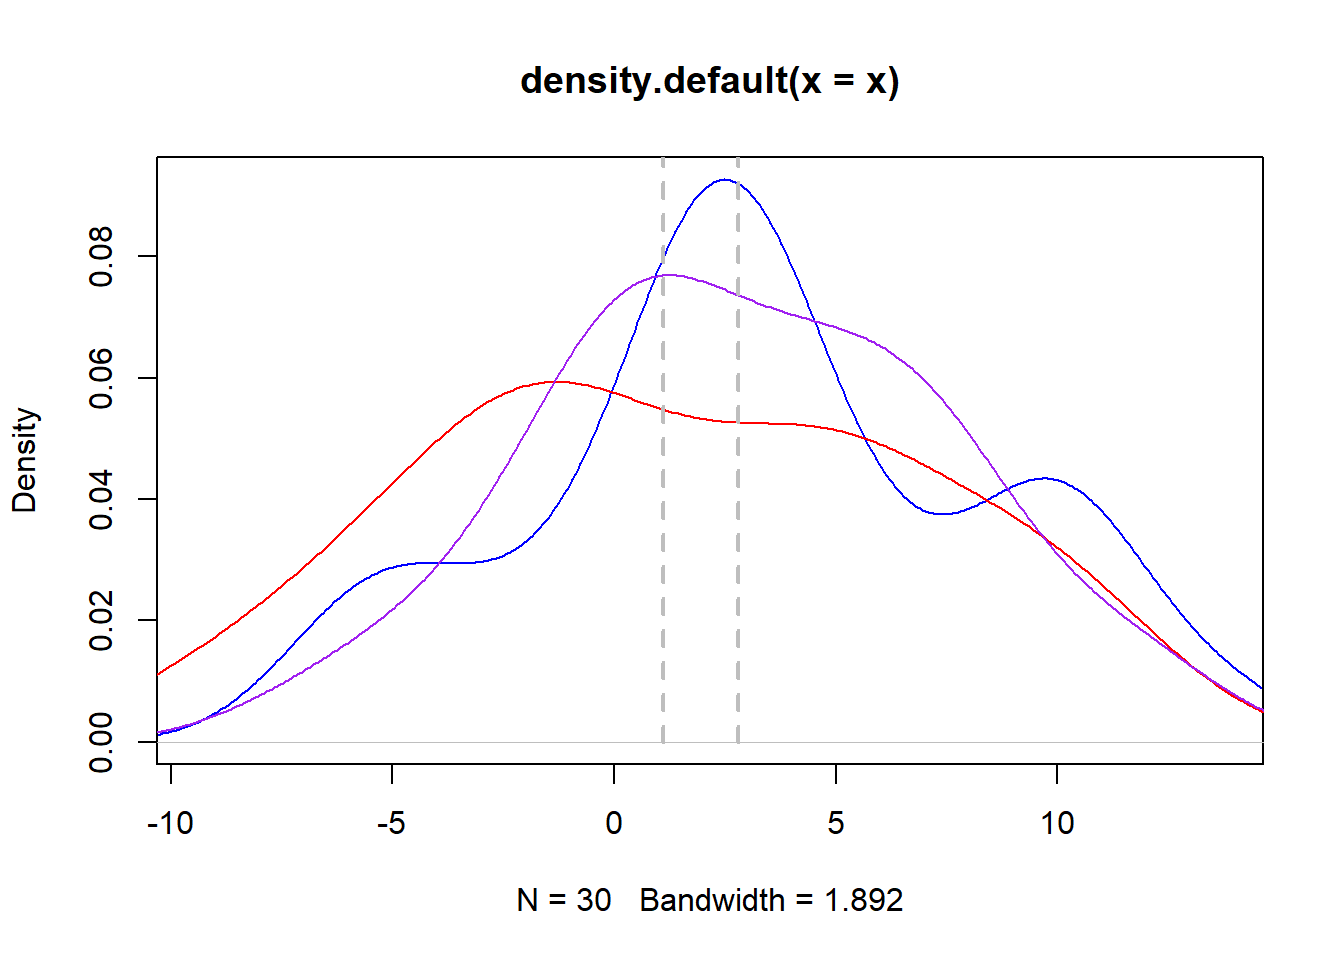 density.default(x = x)
Density
0.00 0.02 0.04 0.06 0.08
-10 -5 0 5 10
N = 30 Bandwidth = 1.892